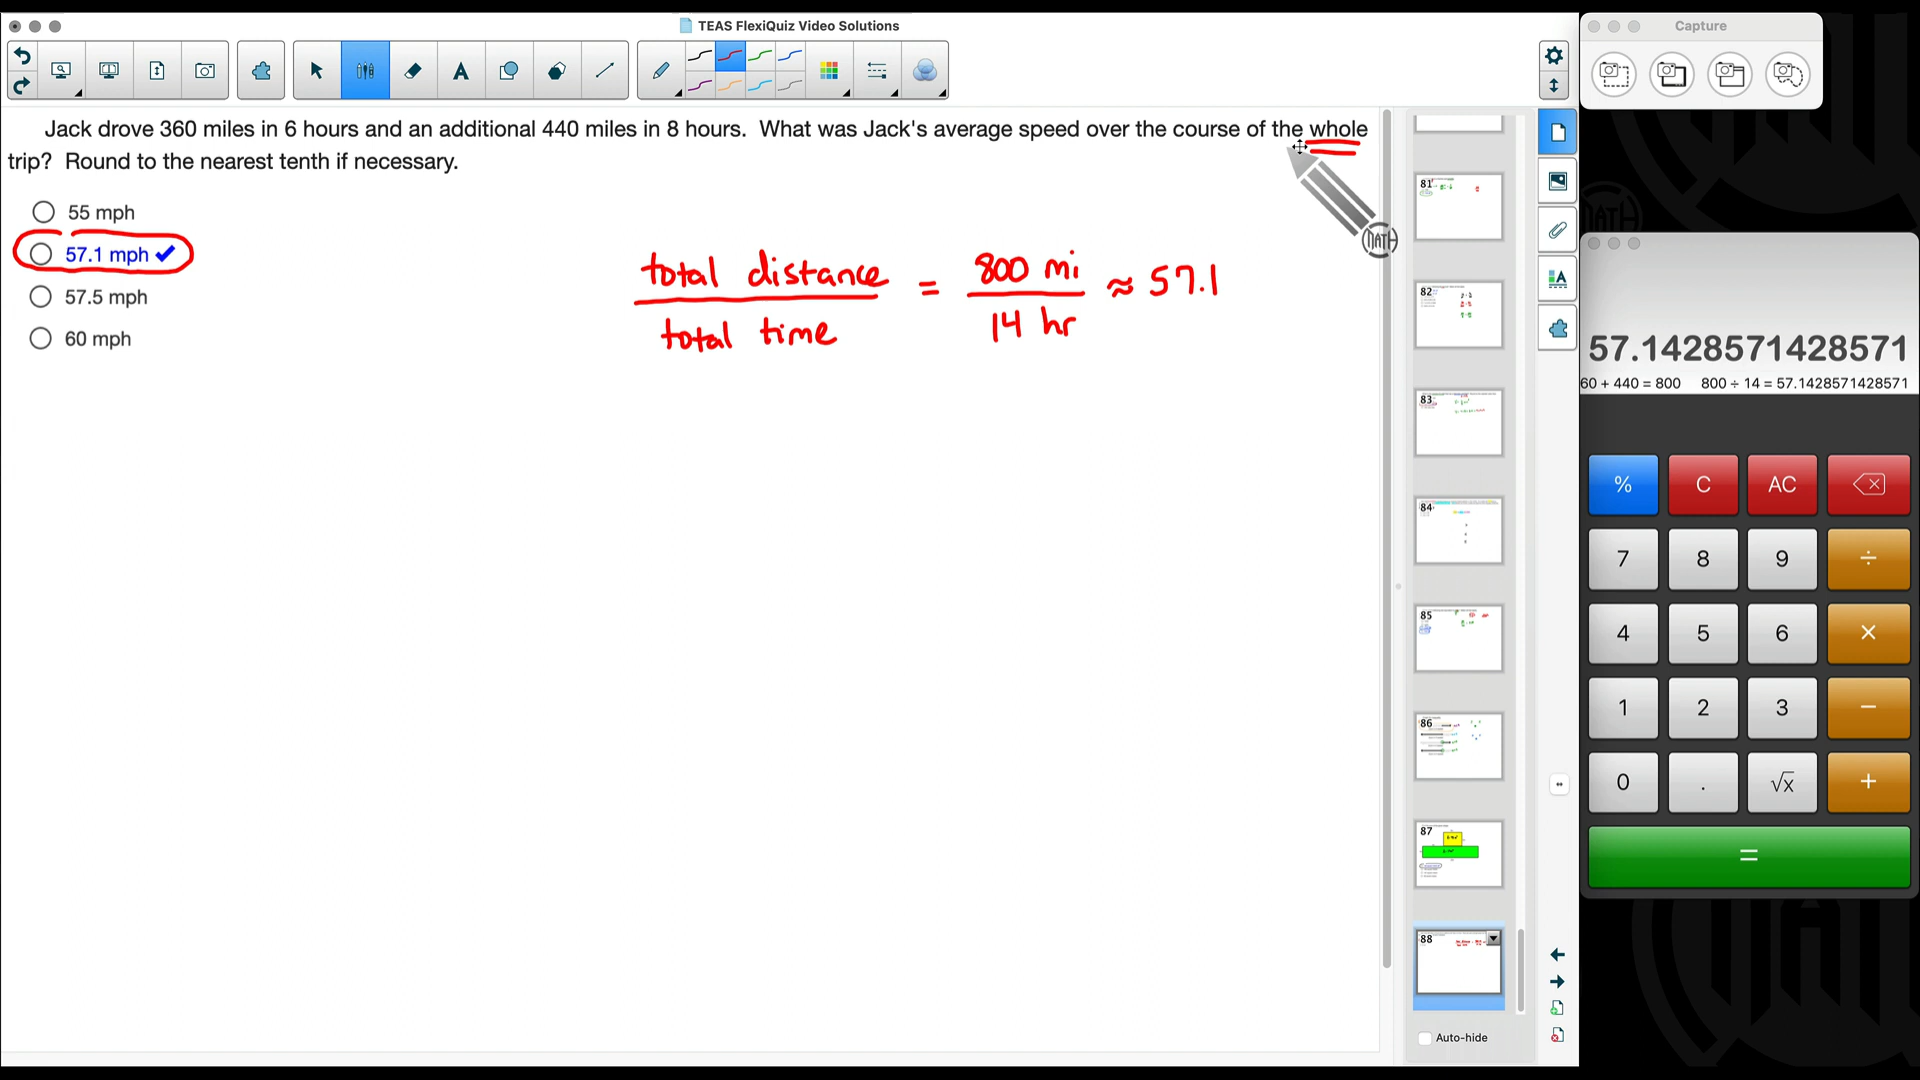 TEAS FlexiQuiz Video Solutions
Capture
Jack drove 360 miles in 6 hours and an additional 440 miles in 8 hours. What was Jack's average speed over the course of the whole
trip? Round to the nearest tenth if necessary.
55 mph
57.1 mph
57.5 mph
60 mph
total distance = 800 mi ≈ 57.1
total time 14 hr
MATH
81
82
83
84
85
86
87
88
Auto-hide
57.1428571428571
60 + 440 = 800 800 ÷ 14 = 57.1428571428571
% C AC
7 8 9 ÷
4 5 6 ×
1 2 3 −
0 . √x +
=